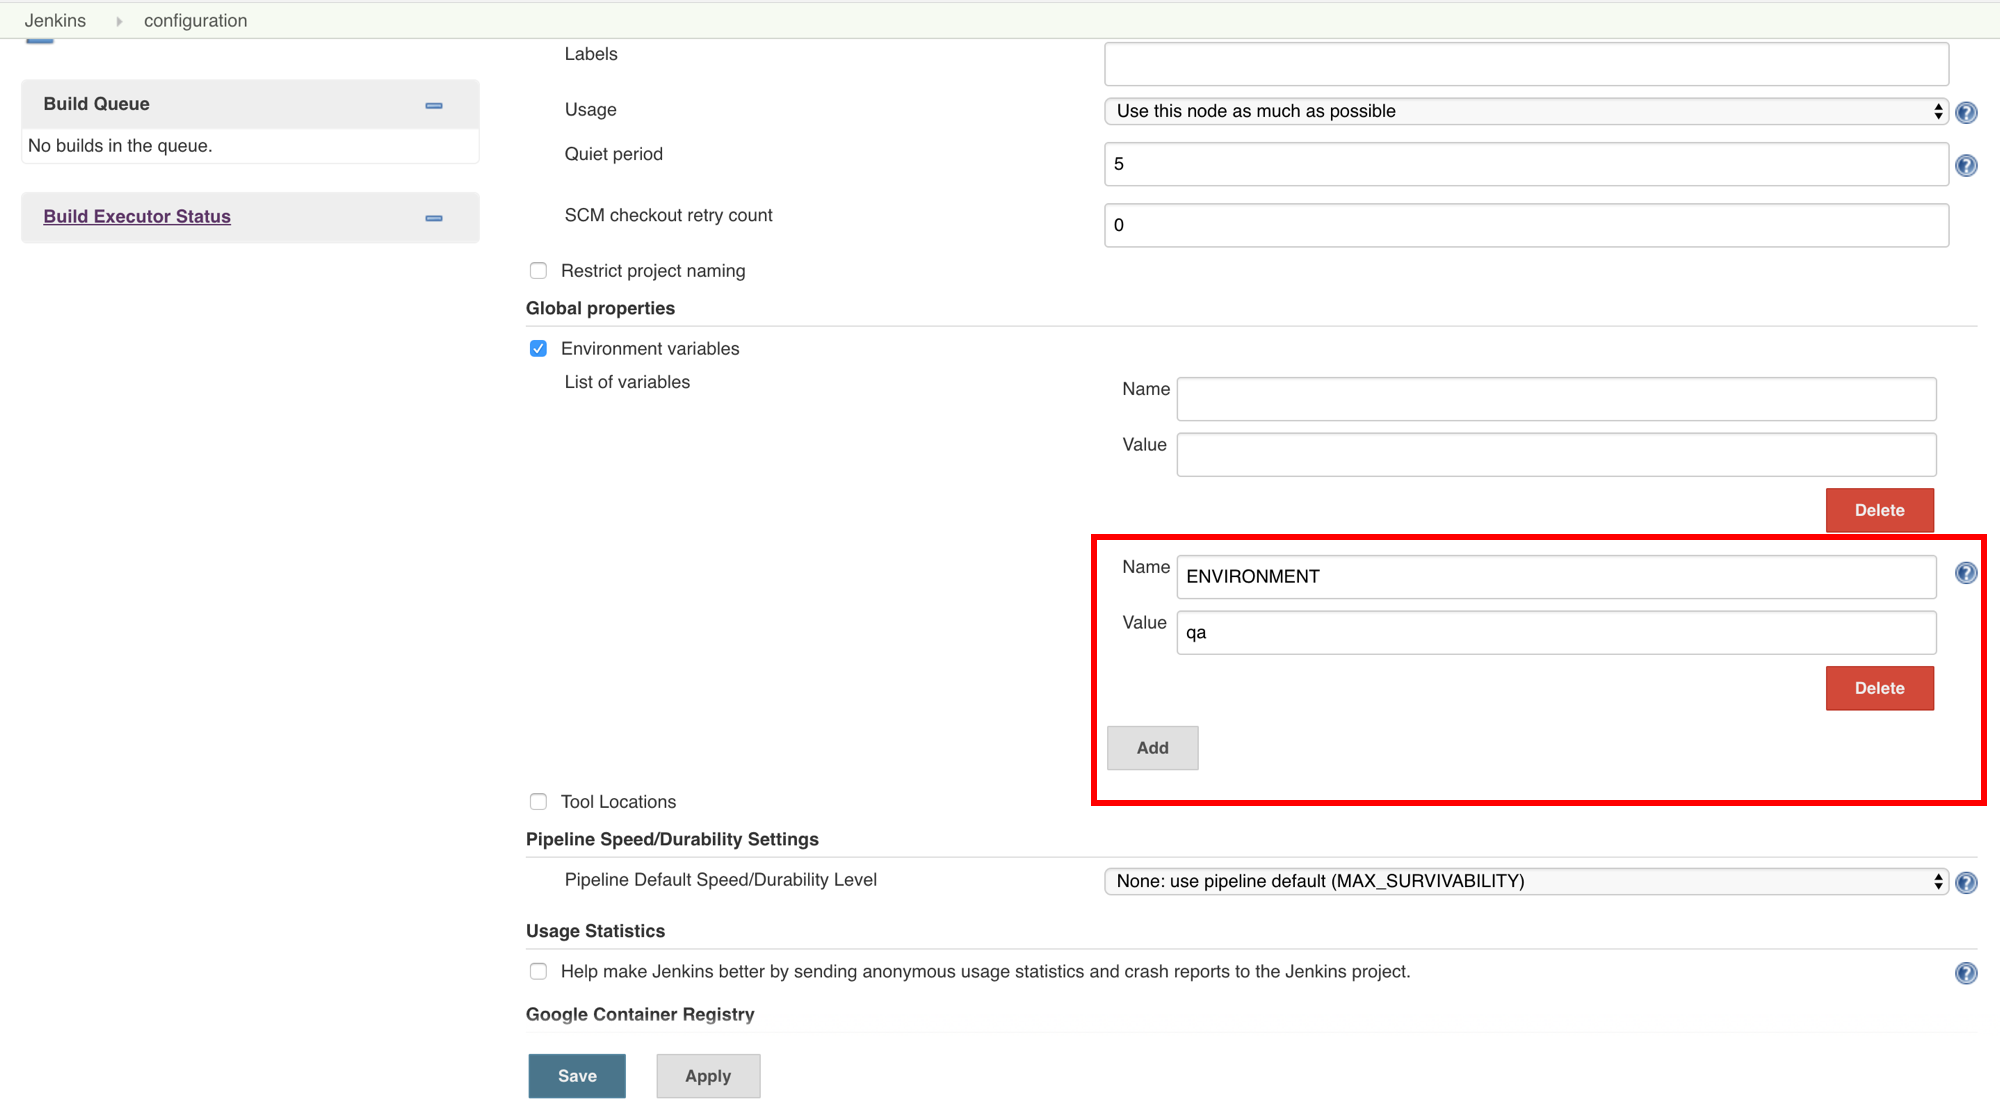 Jenkins configuration
Labels
Build Queue
No builds in the queue.
Build Executor Status
Usage Use this node as much as possible
Quiet period 5
SCM checkout retry count 0
Restrict project naming
Global properties
Environment variables
List of variables
Name
Value
Delete
Name ENVIRONMENT
Value qa
Delete
Add
Tool Locations
Pipeline Speed/Durability Settings
Pipeline Default Speed/Durability Level None: use pipeline default (MAX_SURVIVABILITY)
Usage Statistics
Help make Jenkins better by sending anonymous usage statistics and crash reports to the Jenkins project.
Google Container Registry
Save Apply